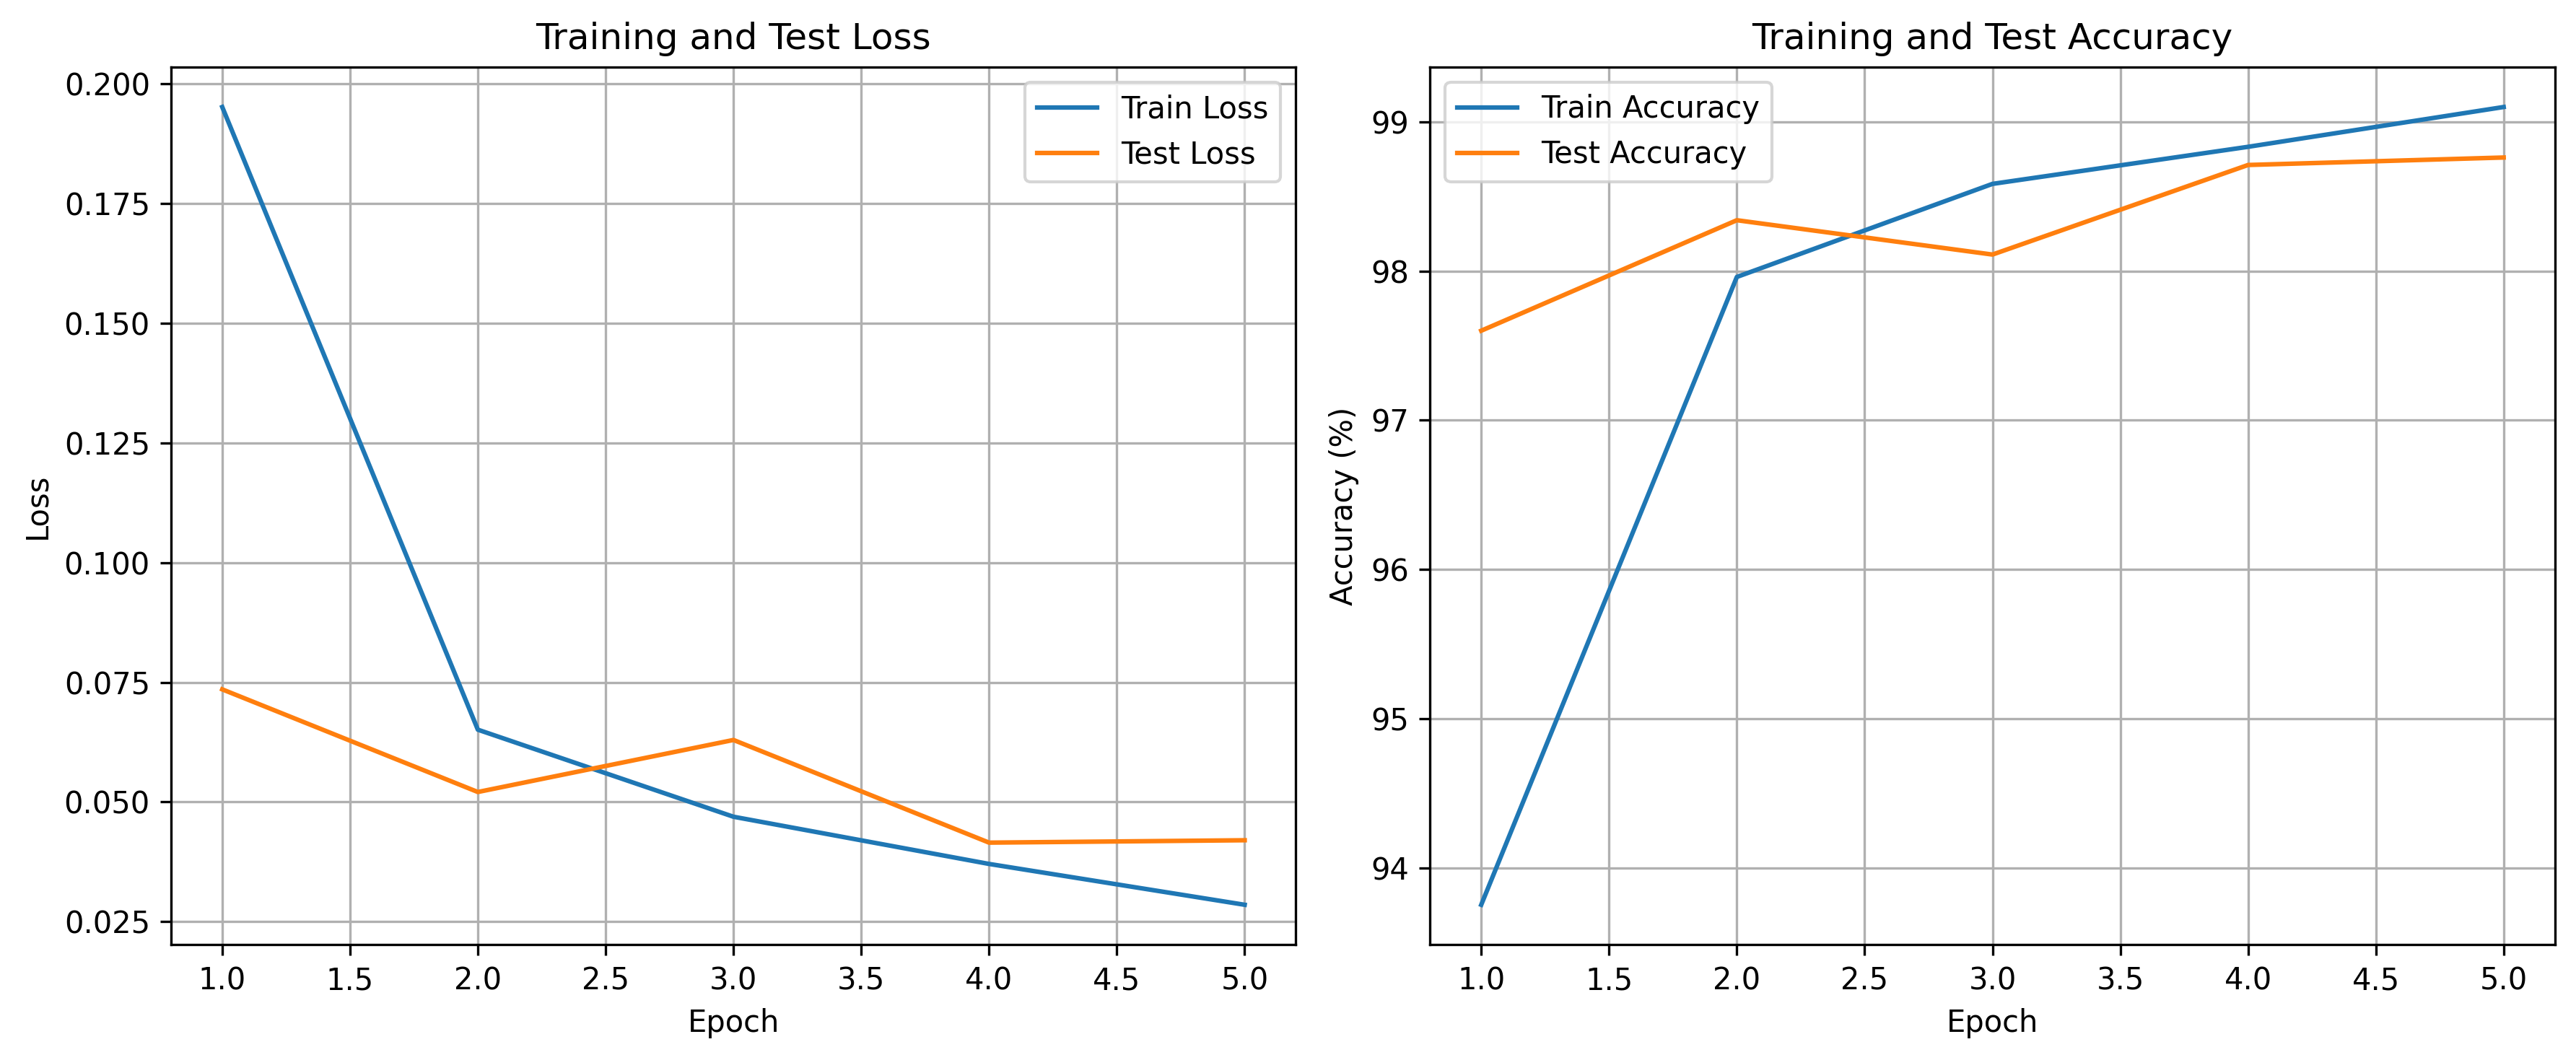 Training and Test Loss
Train Loss
Test Loss
0.200
0.175
0.150
0.125
0.100
0.075
0.050
0.025
Loss
1.0 1.5 2.0 2.5 3.0 3.5 4.0 4.5 5.0
Epoch
Training and Test Accuracy
Train Accuracy
Test Accuracy
99
98
97
96
95
94
Accuracy (%)
1.0 1.5 2.0 2.5 3.0 3.5 4.0 4.5 5.0
Epoch